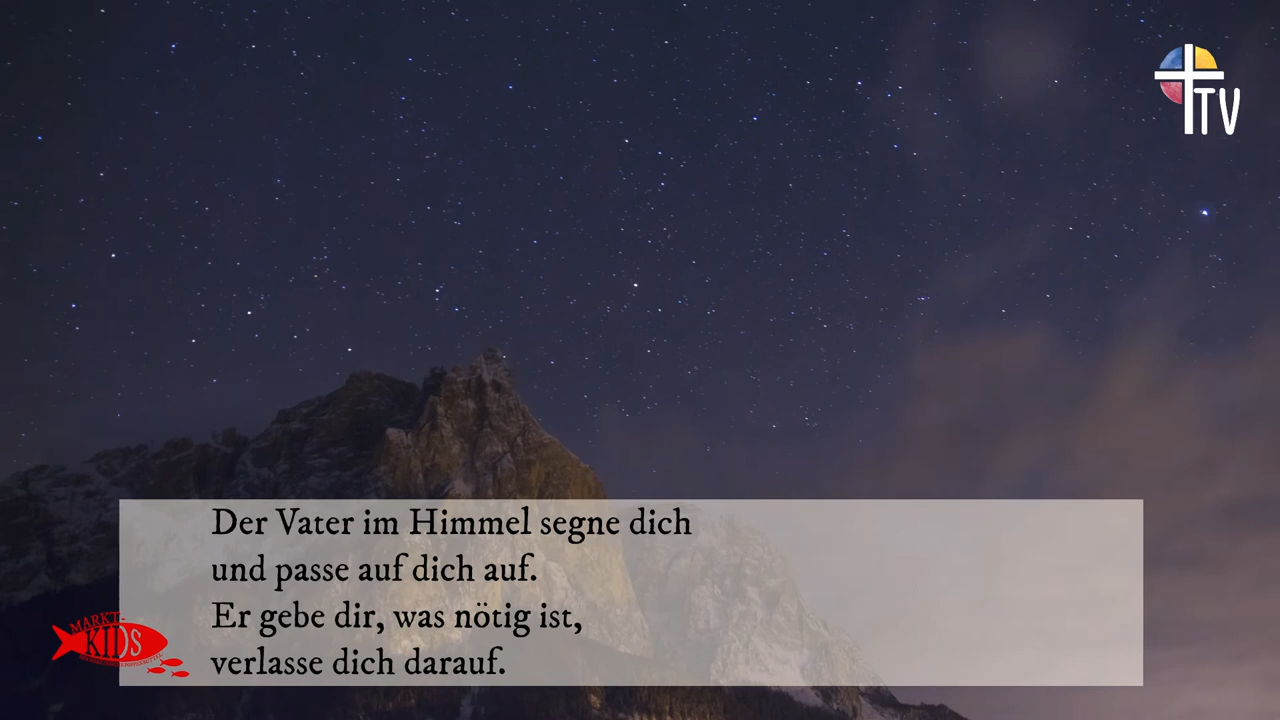 TV
Der Vater im Himmel segne dich
und passe auf dich auf.
Er gebe dir, was nötig ist,
verlasse dich darauf.
MARKT-
KIDS